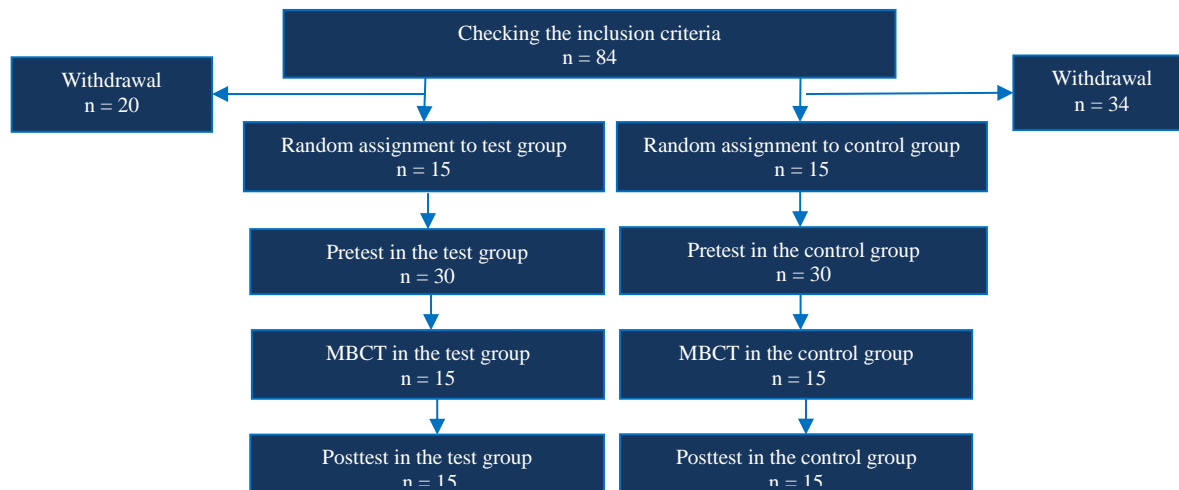 Checking the inclusion criteria
n = 84
Withdrawal
n = 20
Withdrawal
n = 34
Random assignment to test group
n = 15
Random assignment to control group
n = 15
Pretest in the test group
n = 30
Pretest in the control group
n = 30
MBCT in the test group
n = 15
MBCT in the control group
n = 15
Posttest in the test group
n = 15
Posttest in the control group
n = 15